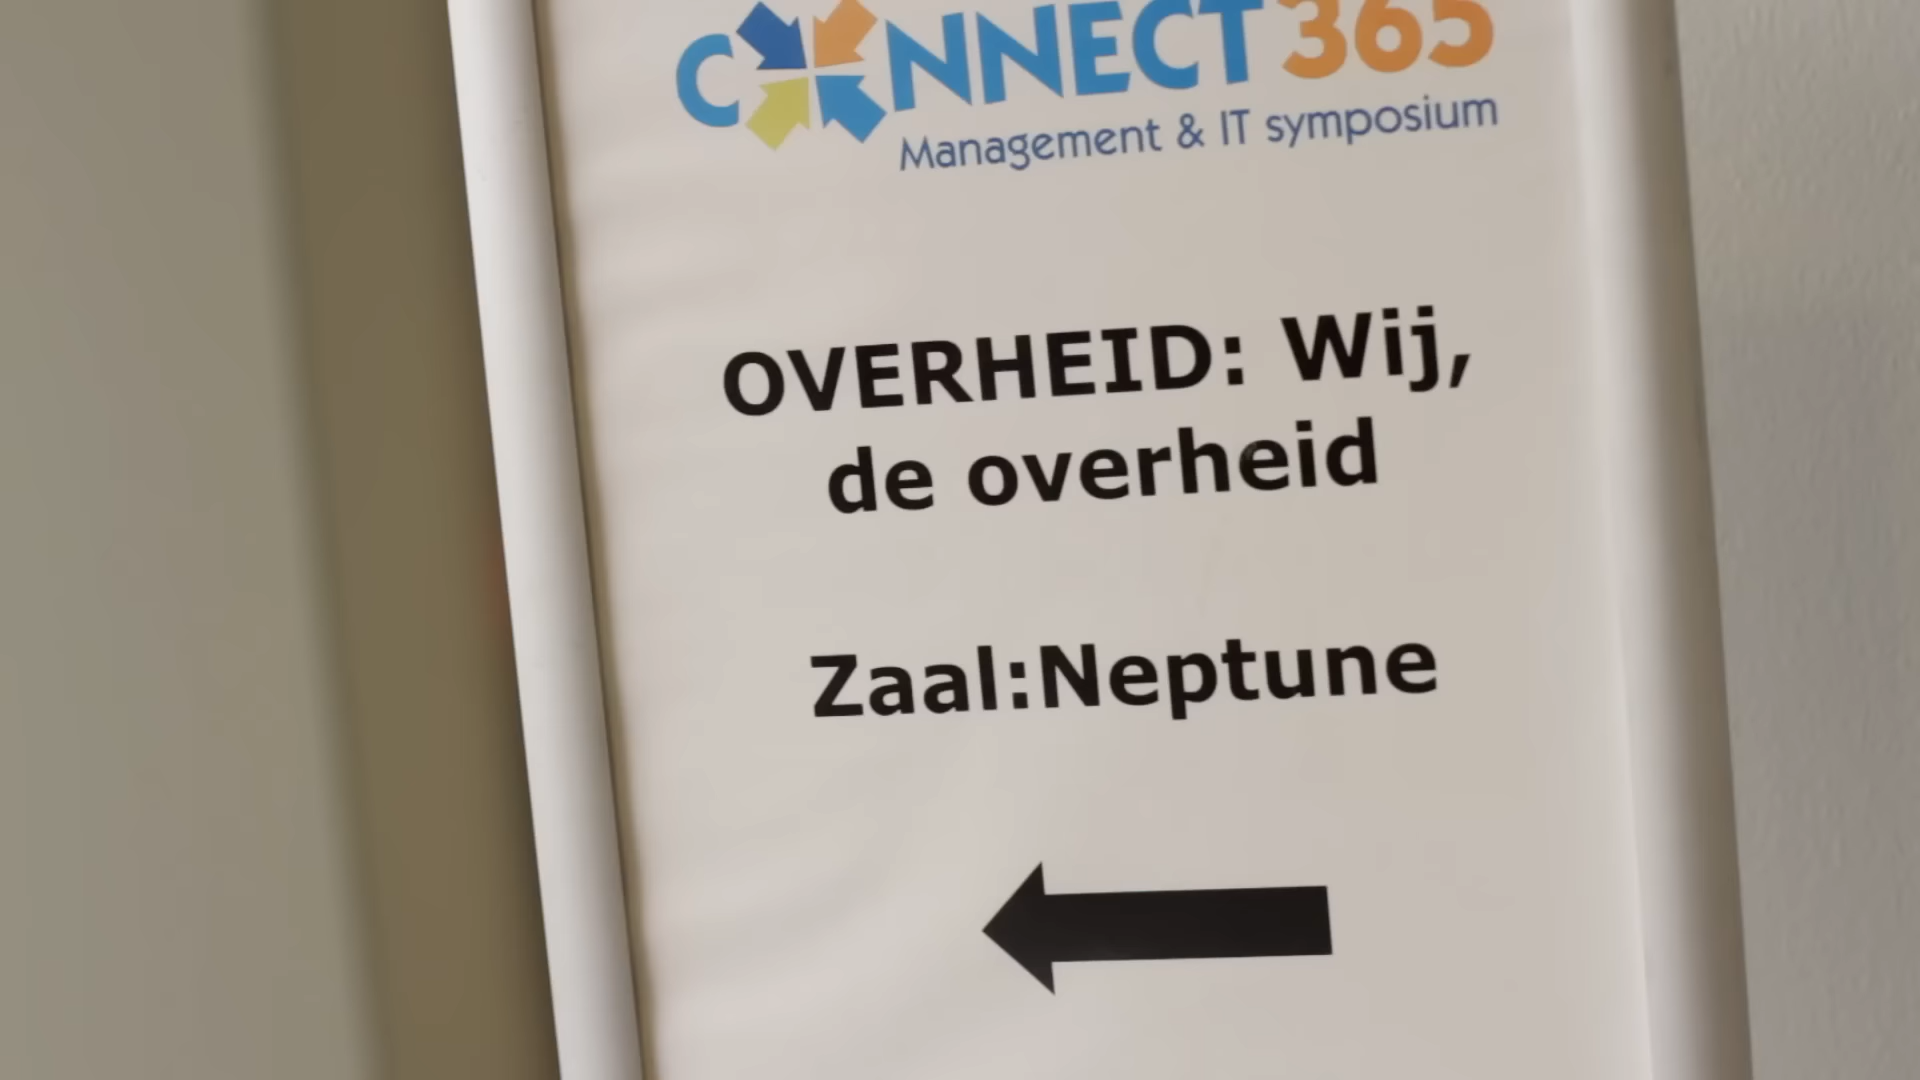 CONNECT365
Management & IT symposium
OVERHEID: Wij,
de overheid
Zaal:Neptune